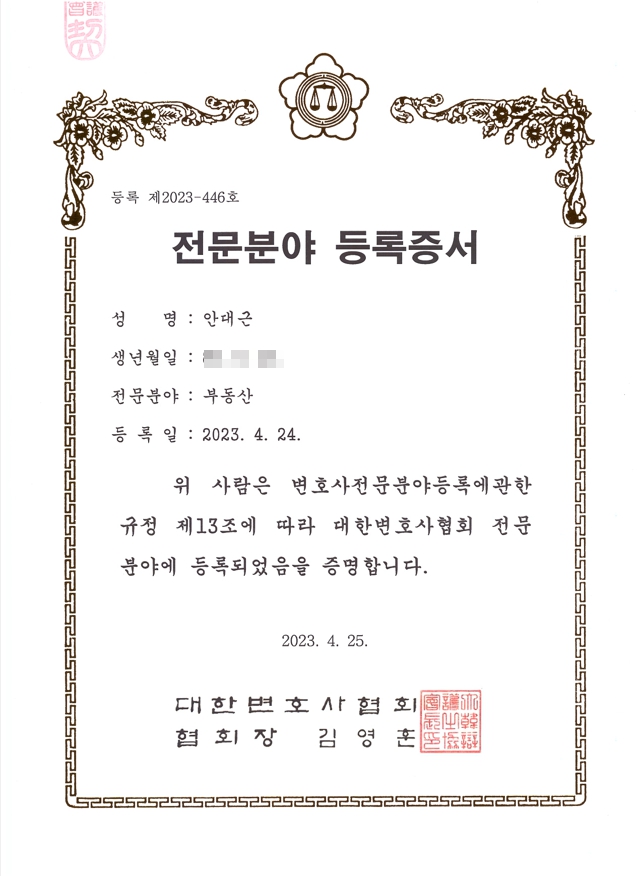 등록 제2023-446호
전문분야 등록증서
성 명 : 안대근
생년월일 :
전문분야 : 부동산
등 록 일 : 2023. 4. 24.
위 사람은 변호사전문분야등록에관한
규정 제13조에 따라 대한변호사협회 전문
분야에 등록되었음을 증명합니다.
2023. 4. 25.
대한변호사협회
협회장 김영훈